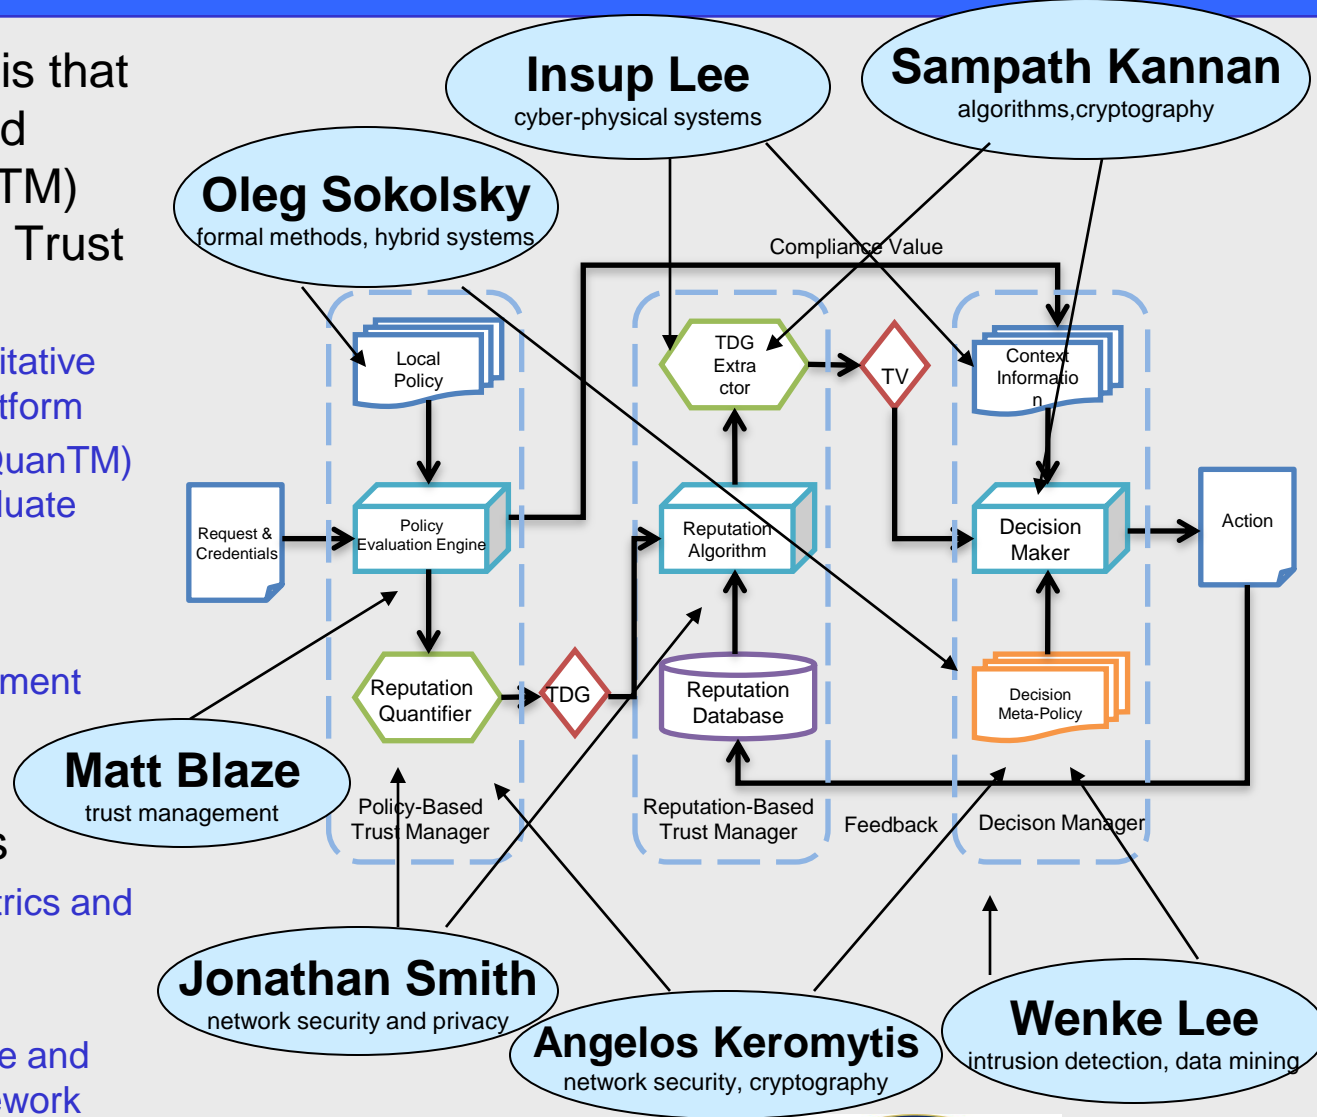 is that
d
TM)
Trust
itative
tform
QuanTM)
luate
ment
s
trics and
e and
ework
Insup Lee
cyber-physical systems
Sampath Kannan
algorithms,cryptography
Oleg Sokolsky
formal methods, hybrid systems
Compliance Value
Local
Policy
TDG
Extra
ctor
TV
Context
Informatio
n
Request &
Credentials
Policy
Evaluation Engine
Reputation
Algorithm
Decision
Maker
Action
Reputation
Quantifier
TDG
Reputation
Database
Decision
Meta-Policy
Matt Blaze
trust management
Policy-Based
Trust Manager
Reputation-Based
Trust Manager
Feedback
Decison Manager
Jonathan Smith
network security and privacy
Angelos Keromytis
network security, cryptography
Wenke Lee
intrusion detection, data mining